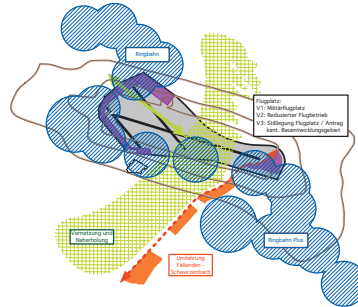 Ringbahn
Flugplatz:
V1: Militärflugplatz
V2: Reduzierter Flugbetrieb
V3: Stilllegung Flugplatz / Antrag
kant. Bauentwicklungsgebiet
Vernetzung und
Naherholung
Umfahrung
Fällanden -
Schwerzenbach
Ringbahn Plus